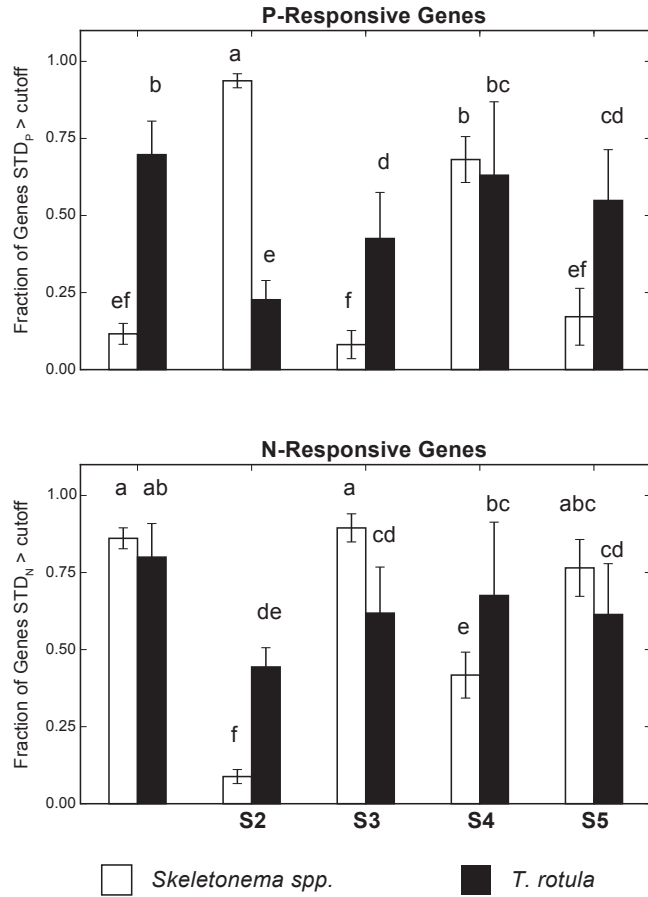 P-Responsive Genes
Fraction of Genes STD_P > cutoff
1.00
0.75
0.50
0.25
0.00
ef b a e f d b bc ef cd
N-Responsive Genes
Fraction of Genes STD_N > cutoff
1.00
0.75
0.50
0.25
0.00
a ab f de a cd e bc abc cd
S2 S3 S4 S5
Skeletonema spp. T. rotula